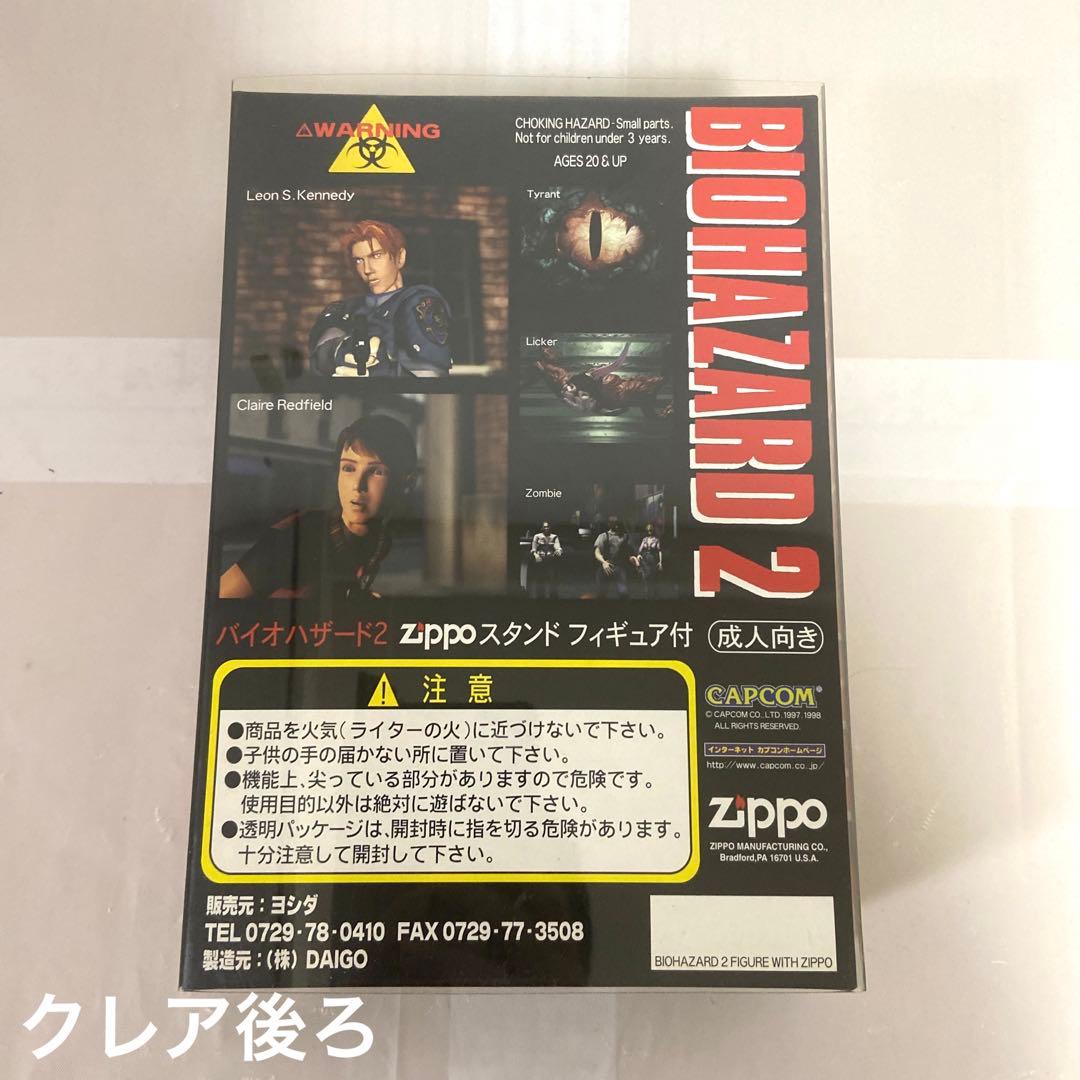 ⚠WARNING
CHOKING HAZARD-Small parts.
Not for children under 3 years.
AGES 20 & UP
BIOHAZARD 2
Leon S.Kennedy
Tyrant
Licker
Claire Redfield
Zombie
バイオハザード2 Zippoスタンド フィギュア付 成人向き
⚠ 注意
●商品を火気(ライターの火)に近づけないで下さい。
●子供の手の届かない所に置いて下さい。
●機能上、尖っている部分がありますので危険です。
使用目的以外は絶対に遊ばないで下さい。
●透明パッケージは、開封時に指を切る危険があります。
十分注意して開封して下さい。
CAPCOM®
© CAPCOM CO., LTD. 1997, 1998
ALL RIGHTS RESERVED.
インターネット カプコンホームページ
http://www.capcom.co.jp/
Zippo
ZIPPO MANUFACTURING CO.,
Bradford,PA 16701 U.S.A.
販売元:ヨシダ
TEL 0729-78-0410 FAX 0729-77-3508
製造元:(株) DAIGO
BIOHAZARD 2 FIGURE WITH ZIPPO
クレア後ろ